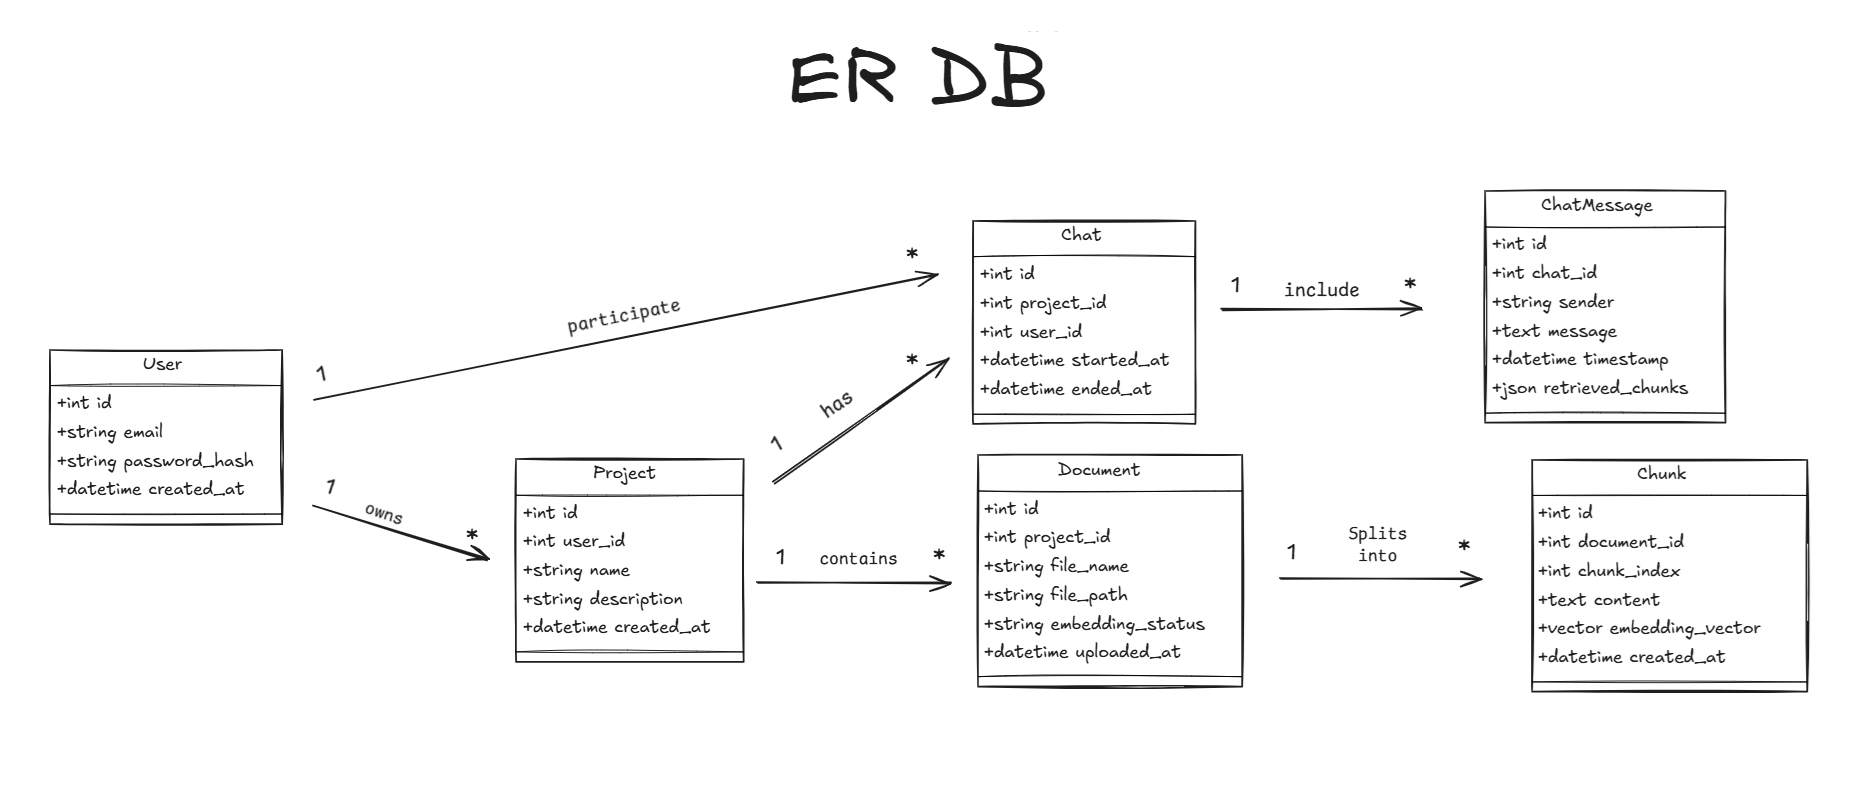 ER DB
User
+int id
+string email
+string password_hash
+datetime created_at
1
participate
*
1
owns
*
Project
+int id
+int user_id
+string name
+string description
+datetime created_at
1
has
*
1
contains
*
Chat
+int id
+int project_id
+int user_id
+datetime started_at
+datetime ended_at
1
include
*
ChatMessage
+int id
+int chat_id
+string sender
+text message
+datetime timestamp
+json retrieved_chunks
Document
+int id
+int project_id
+string file_name
+string file_path
+string embedding_status
+datetime uploaded_at
1
Splits
into
*
Chunk
+int id
+int document_id
+int chunk_index
+text content
+vector embedding_vector
+datetime created_at